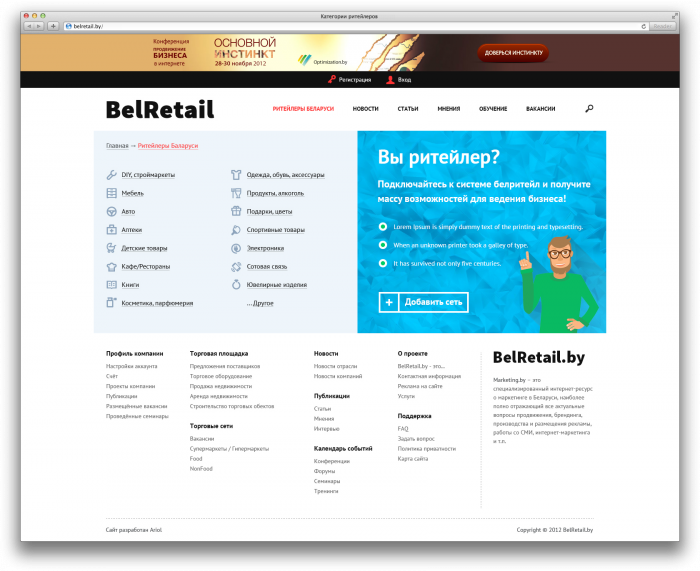 Категории ритейлеров
belretail.by/
Reader
Конференция
ПРОДВИЖЕНИЕ
БИЗНЕСА
в интернете
ОСНОВНОЙ
ИНСТИНКТ
28-30 ноября 2012
Optimization.by
ДОВЕРЬСЯ ИНСТИНКТУ
Регистрация
Вход
BelRetail
РИТЕЙЛЕРЫ БЕЛАРУСИ
НОВОСТИ
СТАТЬИ
МНЕНИЯ
ОБУЧЕНИЕ
ВАКАНСИИ
Главная → Ритейлеры Баларуси
DIY, строймаркеты
Мебель
Авто
Аптеки
Детские товары
Кафе/Рестораны
Книги
Косметика, парфюмерия
Одежда, обувь, аксессуары
Продукты, алкоголь
Подарки, цветы
Спортивные товары
Электроника
Сотовая связь
Ювелирные изделия
...Другое
Вы ритейлер?
Подключайтесь к системе белритейл и получите
массу возможностей для ведения бизнеса!
Lorem Ipsum is simply dummy text of the printing and typesetting.
When an unknown printer took a galley of type.
It has survived not only five centuries.
+ Добавить сеть
Профиль компании
Настройки аккаунта
Счёт
Проекты компании
Публикации
Размещённые вакансии
Проведённые семинары
Торговая площадка
Предложения поставщиков
Торговое оборудование
Продажа недвижимости
Аренда недвижимости
Строительство торговых обектов
Торговые сети
Вакансии
Супермаркеты / Гипермаркеты
Food
NonFood
Новости
Новости отрасли
Новости компаний
Публикации
Статьи
Мнения
Интервью
Календарь событий
Конференции
Форумы
Семинары
Тренинги
О проекте
BelRetail.by - это...
Контактная информация
Реклама на сайте
Услуги
Поддержка
FAQ
Задать вопрос
Политика приватности
Карта сайта
BelRetail.by
Marketing.by – это
специализированный интернет-ресурс
о маркетинге в Беларуси, наиболее
полно отражающий все актуальные
вопросы продвижения, брендинга,
производства и размещения рекламы,
работы со СМИ, интернет-маркетинга
и т.п.
Сайт разработан Ariol
Copyright © 2012 BelRetail.by